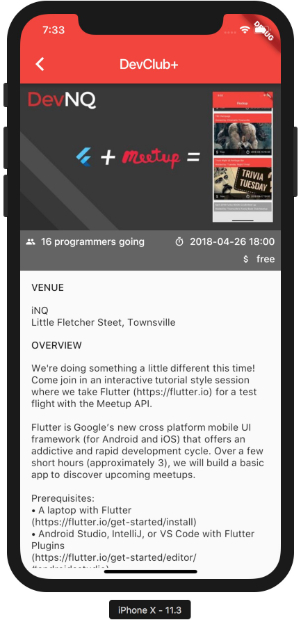 7:33
DEBUG
DevClub+
DevNQ
+ meetup =
TRIVIA
TUESDAY
16 programmers going
2018-04-26 18:00
$ free
VENUE
iNQ
Little Fletcher Steet, Townsville
OVERVIEW
We're doing something a little different this time!
Come join in an interactive tutorial style session
where we take Flutter (https://flutter.io) for a test
flight with the Meetup API.
Flutter is Google's new cross platform mobile UI
framework (for Android and iOS) that offers an
addictive and rapid development cycle. Over a few
short hours (approximately 3), we will build a basic
app to discover upcoming meetups.
Prerequisites:
• A laptop with Flutter
(https://flutter.io/get-started/install)
• Android Studio, IntelliJ, or VS Code with Flutter
Plugins
(https://flutter.io/get-started/editor/
#androidstudio)
iPhone X - 11.3